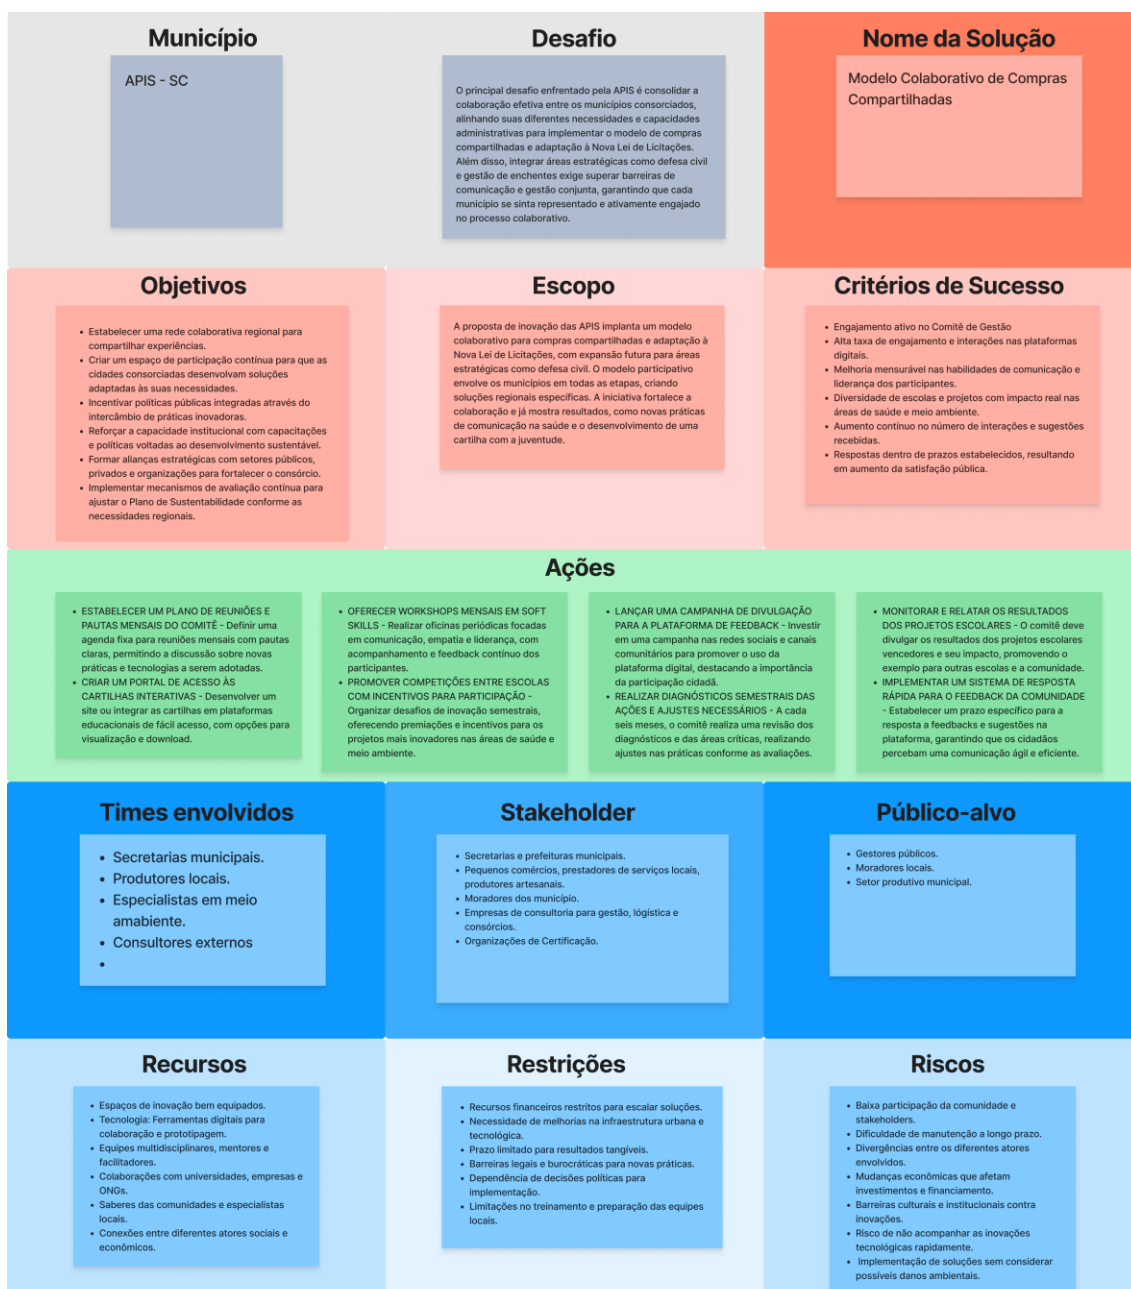 Município
APIS - SC
Desafio
O principal desafio enfrentado pela APIS é consolidar a
colaboração efetiva entre os municípios consorciados,
alinhando suas diferentes necessidades e capacidades
administrativas para implementar o modelo de compras
compartilhadas e adaptação à Nova Lei de Licitações.
Além disso, integrar áreas estratégicas como defesa civil
e gestão de enchentes exige superar barreiras de
comunicação e gestão conjunta, garantindo que cada
município se sinta representado e ativamente engajado
no processo colaborativo.
Nome da Solução
Modelo Colaborativo de Compras
Compartilhadas
Objetivos
• Estabelecer uma rede colaborativa regional para
compartilhar experiências.
• Criar um espaço de participação contínua para que as
cidades consorciadas desenvolvam soluções
adaptadas às suas necessidades.
• Incentivar políticas públicas integradas através do
intercâmbio de práticas inovadoras.
• Reforçar a capacidade institucional com capacitações
e políticas voltadas ao desenvolvimento sustentável.
• Formar alianças estratégicas com setores públicos,
privados e organizações para fortalecer o consórcio.
• Implementar mecanismos de avaliação contínua para
ajustar o Plano de Sustentabilidade conforme as
necessidades regionais.
Escopo
A proposta de inovação das APIS implanta um modelo
colaborativo para compras compartilhadas e adaptação à
Nova Lei de Licitações, com expansão futura para áreas
estratégicas como defesa civil. O modelo participativo
envolve os municípios em todas as etapas, criando
soluções regionais específicas. A iniciativa fortalece a
colaboração e já mostra resultados, como novas práticas
de comunicação na saúde e o desenvolvimento de uma
cartilha com a juventude.
Critérios de Sucesso
• Engajamento ativo no Comitê de Gestão
• Alta taxa de engajamento e interações nas plataformas
digitais.
• Melhoria mensurável nas habilidades de comunicação e
liderança dos participantes.
• Diversidade de escolas e projetos com impacto real nas
áreas de saúde e meio ambiente.
• Aumento contínuo no número de interações e sugestões
recebidas.
• Respostas dentro de prazos estabelecidos, resultando
em aumento da satisfação pública.
Ações
• ESTABELECER UM PLANO DE REUNIÕES E
PAUTAS MENSAIS DO COMITÊ - Definir uma
agenda fixa para reuniões mensais com pautas
claras, permitindo a discussão sobre novas
práticas e tecnologias a serem adotadas.
• CRIAR UM PORTAL DE ACESSO ÀS
CARTILHAS INTERATIVAS - Desenvolver um
site ou integrar as cartilhas em plataformas
educacionais de fácil acesso, com opções para
visualização e download.
• OFERECER WORKSHOPS MENSAIS EM SOFT
SKILLS - Realizar oficinas periódicas focadas
em comunicação, empatia e liderança, com
acompanhamento e feedback contínuo dos
participantes.
• PROMOVER COMPETIÇÕES ENTRE ESCOLAS
COM INCENTIVOS PARA PARTICIPAÇÃO -
Organizar desafios de inovação semestrais,
oferecendo premiações e incentivos para os
projetos mais inovadores nas áreas de saúde e
meio ambiente.
• LANÇAR UMA CAMPANHA DE DIVULGAÇÃO
PARA A PLATAFORMA DE FEEDBACK - Investir
em uma campanha nas redes sociais e canais
comunitários para promover o uso da
plataforma digital, destacando a importância
da participação cidadã.
• REALIZAR DIAGNÓSTICOS SEMESTRAIS DAS
AÇÕES E AJUSTES NECESSÁRIOS - A cada
seis meses, o comitê realiza uma revisão dos
diagnósticos e das áreas críticas, realizando
ajustes nas práticas conforme as avaliações.
• MONITORAR E RELATAR OS RESULTADOS
DOS PROJETOS ESCOLARES - O comitê deve
divulgar os resultados dos projetos escolares
vencedores e seu impacto, promovendo o
exemplo para outras escolas e a comunidade.
• IMPLEMENTAR UM SISTEMA DE RESPOSTA
RÁPIDA PARA O FEEDBACK DA COMUNIDADE
- Estabelecer um prazo específico para a
resposta a feedbacks e sugestões na
plataforma, garantindo que os cidadãos
percebam uma comunicação ágil e eficiente.
Times envolvidos
• Secretarias municipais.
• Produtores locais.
• Especialistas em meio
amabiente.
• Consultores externos
•
Stakeholder
• Secretarias e prefeituras municipais.
• Pequenos comércios, prestadores de serviços locais,
produtores artesanais.
• Moradores dos município.
• Empresas de consultoria para gestão, lógística e
consórcios.
• Organizações de Certificação.
Público-alvo
• Gestores públicos.
• Moradores locais.
• Setor produtivo municipal.
Recursos
• Espaços de inovação bem equipados.
• Tecnologia: Ferramentas digitais para
colaboração e prototipagem.
• Equipes multidisciplinares, mentores e
facilitadores.
• Colaborações com universidades, empresas e
ONGs.
• Saberes das comunidades e especialistas
locais.
• Conexões entre diferentes atores sociais e
econômicos.
Restrições
• Recursos financeiros restritos para escalar soluções.
• Necessidade de melhorias na infraestrutura urbana e
tecnológica.
• Prazo limitado para resultados tangíveis.
• Barreiras legais e burocráticas para novas práticas.
• Dependência de decisões políticas para
implementação.
• Limitações no treinamento e preparação das equipes
locais.
Riscos
• Baixa participação da comunidade e
stakeholders.
• Dificuldade de manutenção a longo prazo.
• Divergências entre os diferentes atores
envolvidos.
• Mudanças econômicas que afetam
investimentos e financiamento.
• Barreiras culturais e institucionais contra
inovações.
• Risco de não acompanhar as inovações
tecnológicas rapidamente.
• Implementação de soluções sem considerar
possíveis danos ambientais.